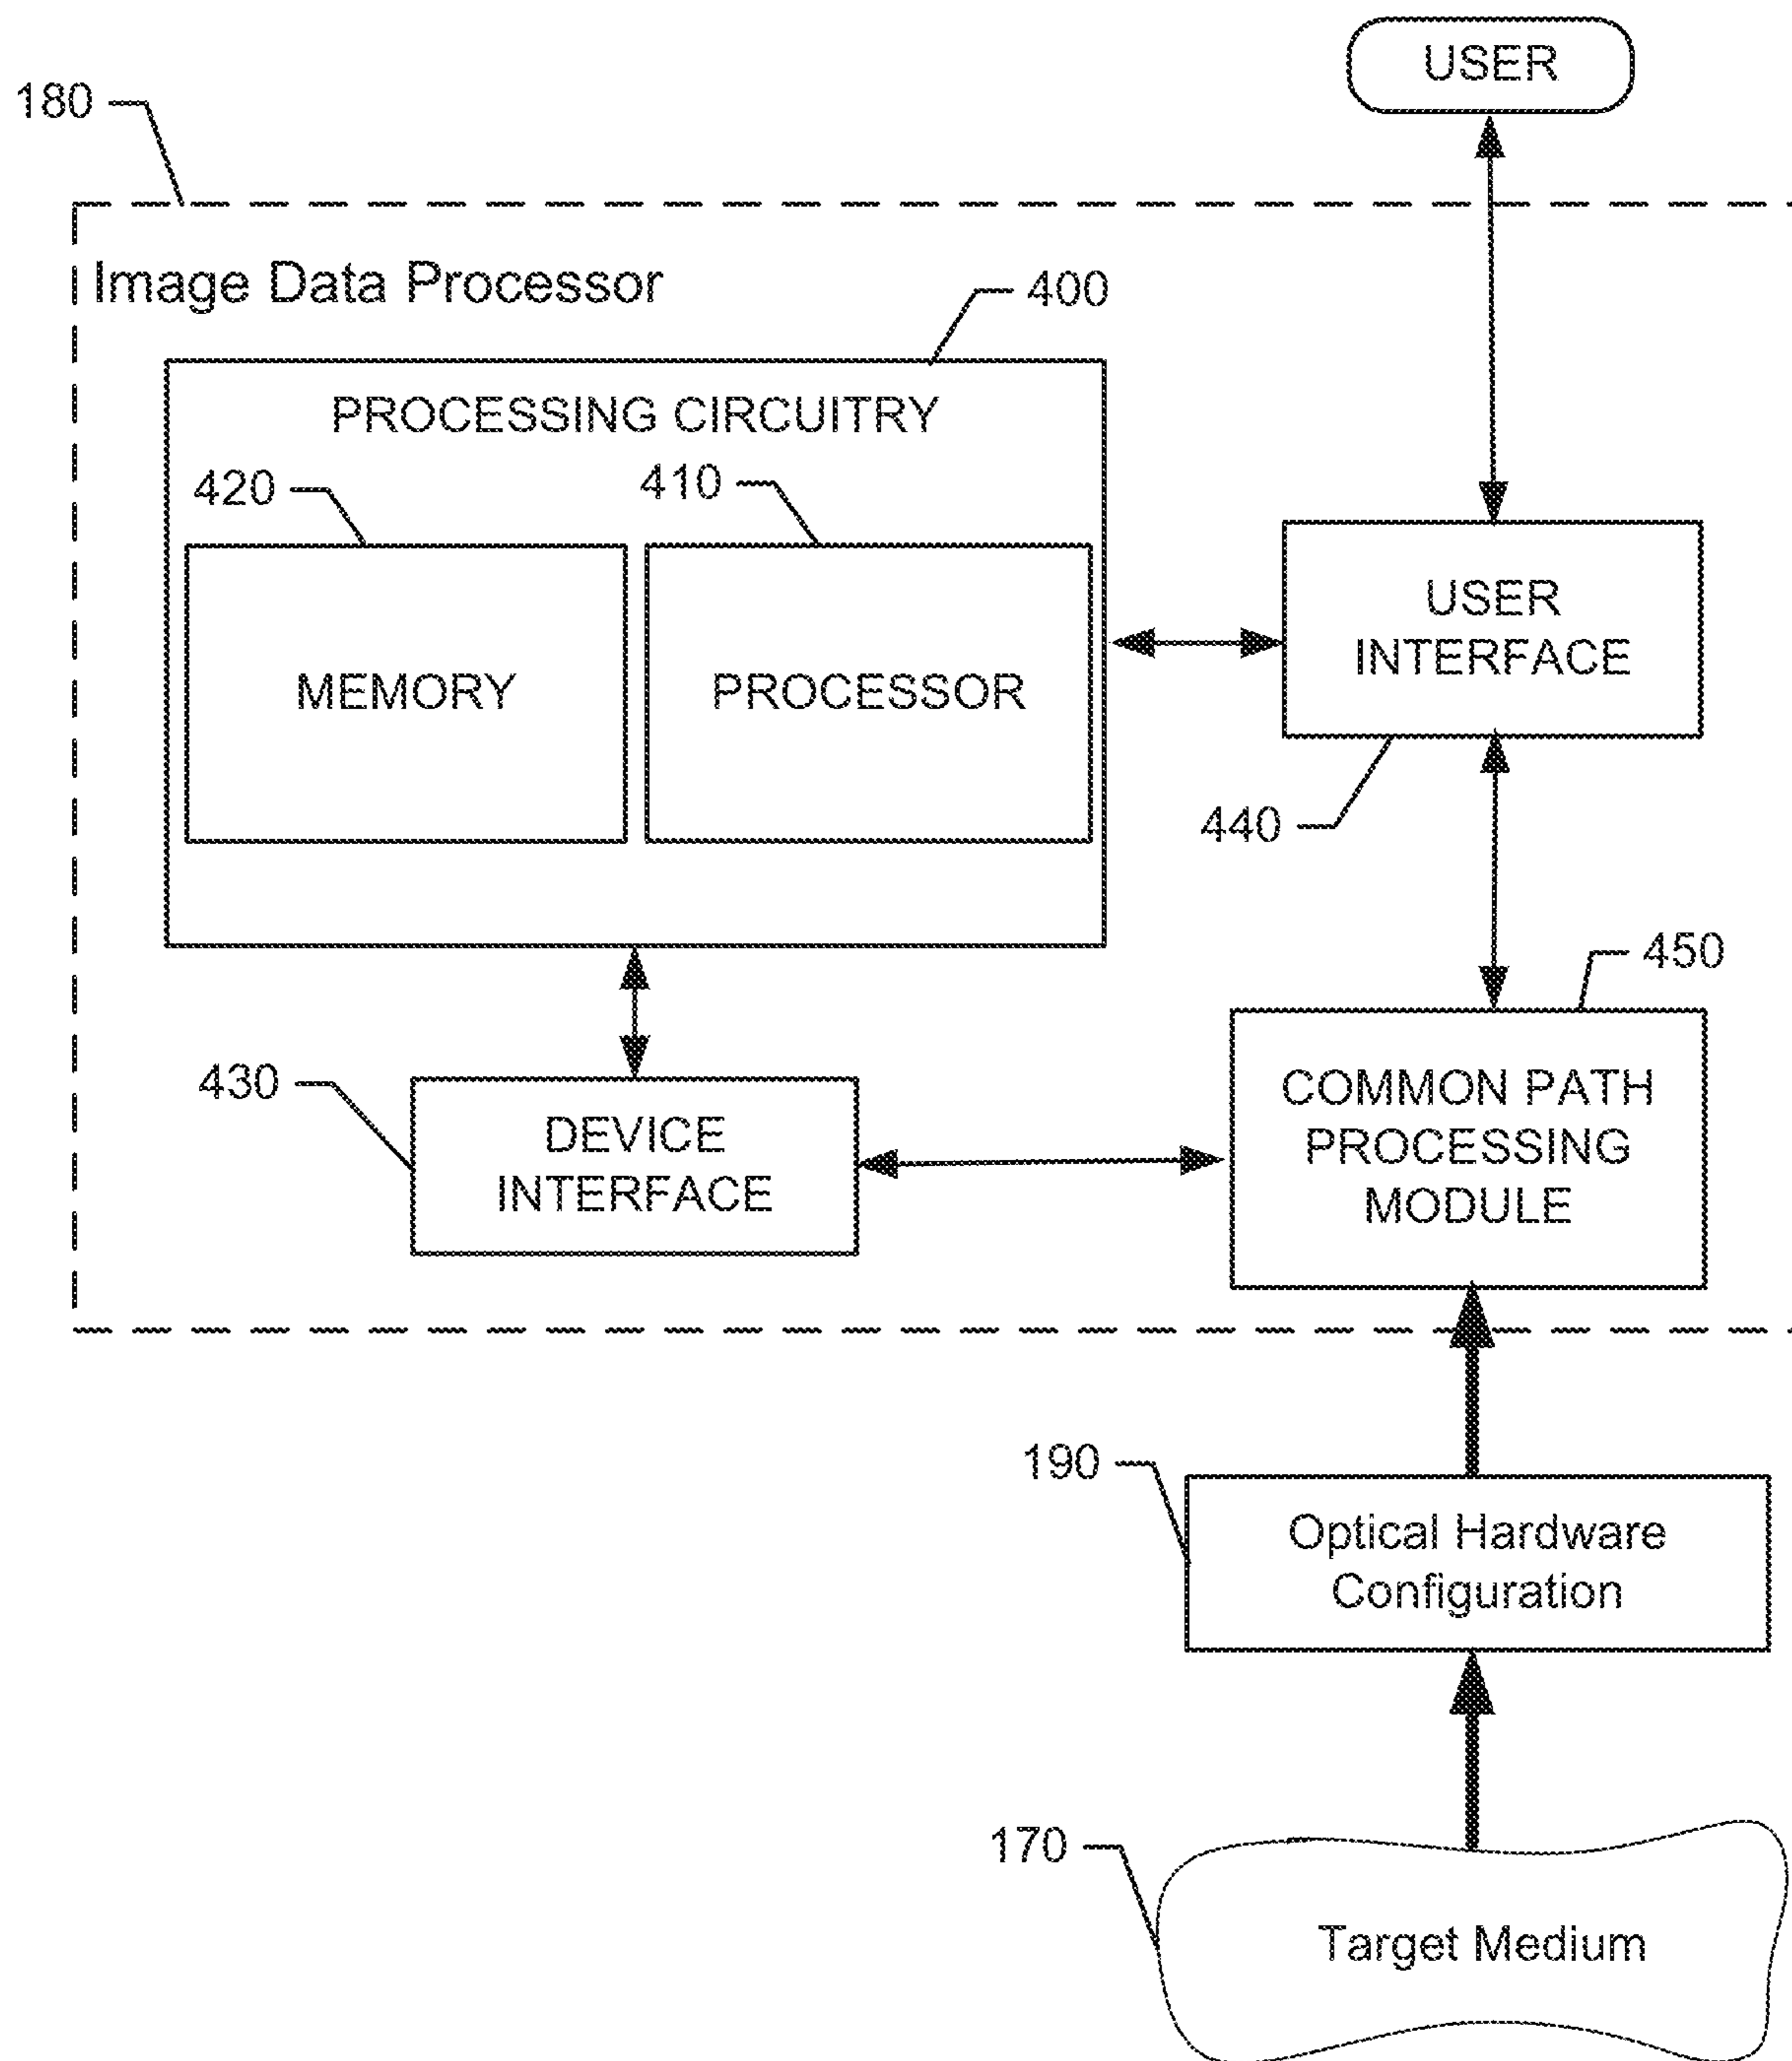 USER
180
Image Data Processor
400
PROCESSING CIRCUITRY
420
410
MEMORY
PROCESSOR
USER
INTERFACE
440
450
430
DEVICE
INTERFACE
COMMON PATH
PROCESSING
MODULE
190
Optical Hardware
Configuration
170
Target Medium